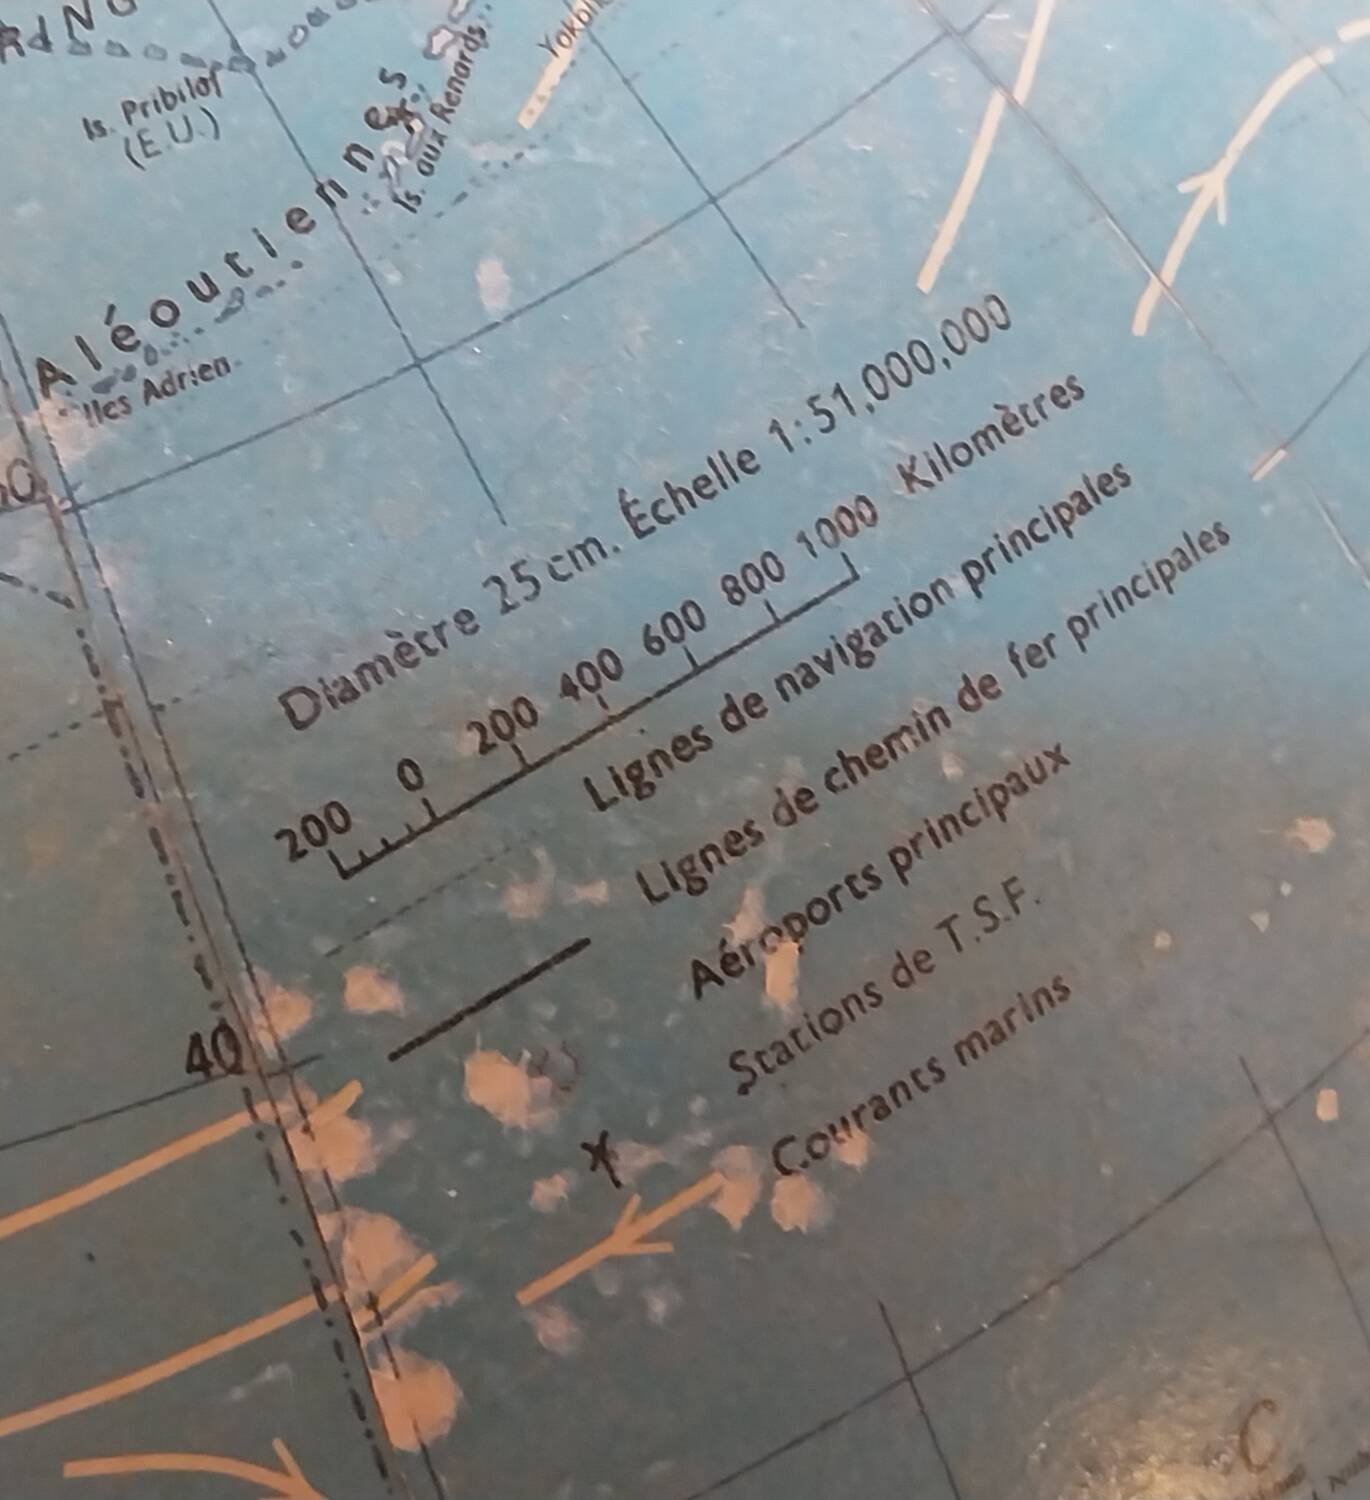 Is. Pribilof
(E.U.)
Aléoutiennes
Is. aux Renards
Iles Adrien
Diamètre 25 cm. Échelle 1:51,000,000
200 0 200 400 600 800 1000 Kilomètres
Lignes de navigation principales
Lignes de chemin de fer principales
Aéroports principaux
Stations de T.S.F.
Courants marins
40
C